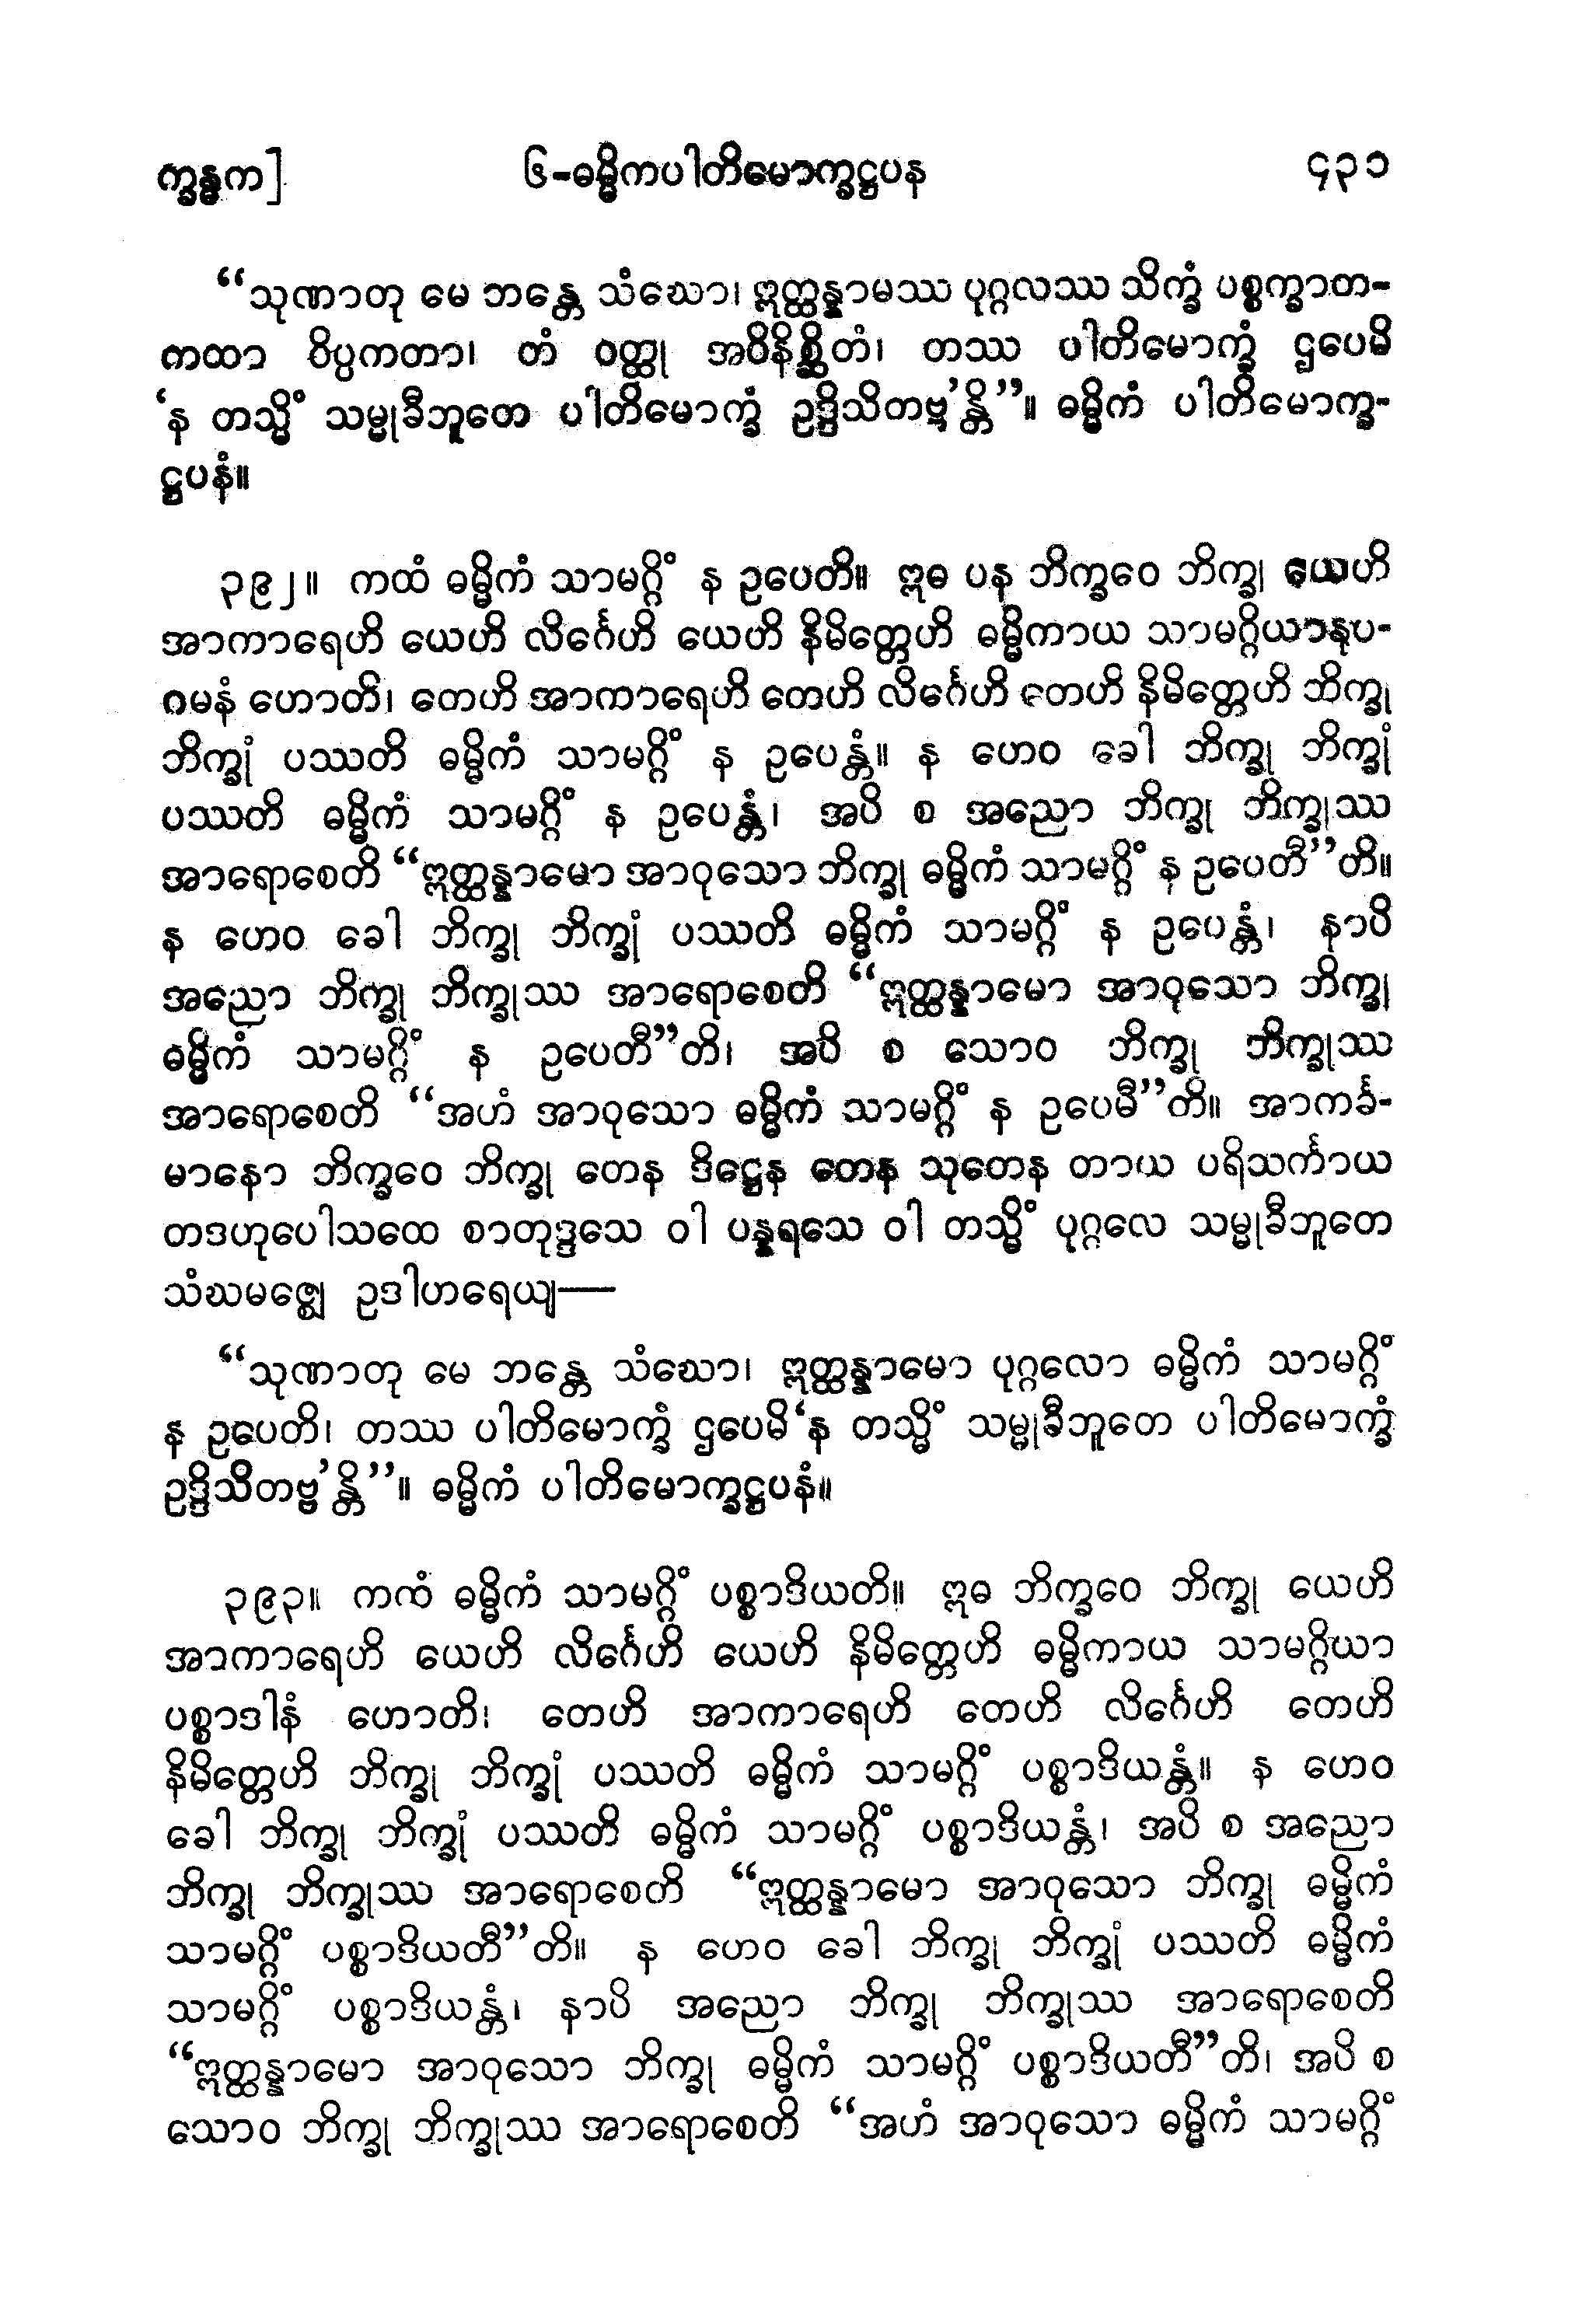 က္ခန္ဓက]
၆-ဓမ္မိကပါတိမောက္ခဋ္ဌပန
၄၃၁
“သုဏာတု မေ ဘန္တေ သံဃော၊ ဣတ္ထန္နာမဿ ပုဂ္ဂလဿ သိက္ခံ ပစ္စက္ခာတ-
ကထာ ဝိပ္ပကတာ၊ တံ ဝတ္ထု အဝိနိစ္ဆိတံ၊ တဿ ပါတိမောက္ခံ ဌပေမိ
‘န တသ္မိံ သမ္မုခီဘူတေ ပါတိမောက္ခံ ဥဒ္ဒိသိတဗ္ဗ’န္တိ”။ ဓမ္မိကံ ပါတိမောက္ခ-
ဋ္ဌပနံ။
၃၉၂။ ကထံ ဓမ္မိကံ သာမဂ္ဂိံ န ဥပေတိ။ ဣဓ ပန ဘိက္ခဝေ ဘိက္ခု ယေဟိ
အာကာရေဟိ ယေဟိ လိင်္ဂေဟိ ယေဟိ နိမိတ္တေဟိ ဓမ္မိကာယ သာမဂ္ဂိယာနုပ-
ဂမနံ ဟောတိ၊ တေဟိ အာကာရေဟိ တေဟိ လိင်္ဂေဟိ တေဟိ နိမိတ္တေဟိ ဘိက္ခု
ဘိက္ခုံ ပဿတိ ဓမ္မိကံ သာမဂ္ဂိံ န ဥပေန္တံ။ န ဟေဝ ခေါ ဘိက္ခု ဘိက္ခုံ
ပဿတိ ဓမ္မိကံ သာမဂ္ဂိံ န ဥပေန္တံ၊ အပိ စ အညော ဘိက္ခု ဘိက္ခုဿ
အာရောစေတိ “ဣတ္ထန္နာမော အာဝုသော ဘိက္ခု ဓမ္မိကံ သာမဂ္ဂိံ န ဥပေတီ”တိ။
န ဟေဝ ခေါ ဘိက္ခု ဘိက္ခုံ ပဿတိ ဓမ္မိကံ သာမဂ္ဂိံ န ဥပေန္တံ၊ နာပိ
အညော ဘိက္ခု ဘိက္ခုဿ အာရောစေတိ “ဣတ္ထန္နာမော အာဝုသော ဘိက္ခု
ဓမ္မိကံ သာမဂ္ဂိံ န ဥပေတီ”တိ၊ အပိ စ သောဝ ဘိက္ခု ဘိက္ခုဿ
အာရောစေတိ “အဟံ အာဝုသော ဓမ္မိကံ သာမဂ္ဂိံ န ဥပေမီ”တိ။ အာကင်္ခ-
မာနော ဘိက္ခဝေ ဘိက္ခု တေန ဒိဋ္ဌေန တေန သုတေန တာယ ပရိသင်္ကာယ
တဒဟုပေါသထေ စာတုဒ္ဒသေ ဝါ ပန္နရသေ ဝါ တသ္မိံ ပုဂ္ဂလေ သမ္မုခီဘူတေ
သံဃမဇ္ဈေ ဥဒါဟရေယျ—
“သုဏာတု မေ ဘန္တေ သံဃော၊ ဣတ္ထန္နာမော ပုဂ္ဂလော ဓမ္မိကံ သာမဂ္ဂိံ
န ဥပေတိ၊ တဿ ပါတိမောက္ခံ ဌပေမိ‘န တသ္မိံ သမ္မုခီဘူတေ ပါတိမောက္ခံ
ဥဒ္ဒိသိတဗ္ဗ’န္တိ”။ ဓမ္မိကံ ပါတိမောက္ခဋ္ဌပနံ။
၃၉၃။ ကထံ ဓမ္မိကံ သာမဂ္ဂိံ ပစ္စာဒိယတိ။ ဣဓ ဘိက္ခဝေ ဘိက္ခု ယေဟိ
အာကာရေဟိ ယေဟိ လိင်္ဂေဟိ ယေဟိ နိမိတ္တေဟိ ဓမ္မိကာယ သာမဂ္ဂိယာ
ပစ္စာဒါနံ ဟောတိ၊ တေဟိ အာကာရေဟိ တေဟိ လိင်္ဂေဟိ တေဟိ
နိမိတ္တေဟိ ဘိက္ခု ဘိက္ခုံ ပဿတိ ဓမ္မိကံ သာမဂ္ဂိံ ပစ္စာဒိယန္တံ။ န ဟေဝ
ခေါ ဘိက္ခု ဘိက္ခုံ ပဿတိ ဓမ္မိကံ သာမဂ္ဂိံ ပစ္စာဒိယန္တံ၊ အပိ စ အညော
ဘိက္ခု ဘိက္ခုဿ အာရောစေတိ “ဣတ္ထန္နာမော အာဝုသော ဘိက္ခု ဓမ္မိကံ
သာမဂ္ဂိံ ပစ္စာဒိယတီ”တိ။ န ဟေဝ ခေါ ဘိက္ခု ဘိက္ခုံ ပဿတိ ဓမ္မိကံ
သာမဂ္ဂိံ ပစ္စာဒိယန္တံ၊ နာပိ အညော ဘိက္ခု ဘိက္ခုဿ အာရောစေတိ
“ဣတ္ထန္နာမော အာဝုသော ဘိက္ခု ဓမ္မိကံ သာမဂ္ဂိံ ပစ္စာဒိယတီ”တိ၊ အပိ စ
သောဝ ဘိက္ခု ဘိက္ခုဿ အာရောစေတိ “အဟံ အာဝုသော ဓမ္မိကံ သာမဂ္ဂိံ